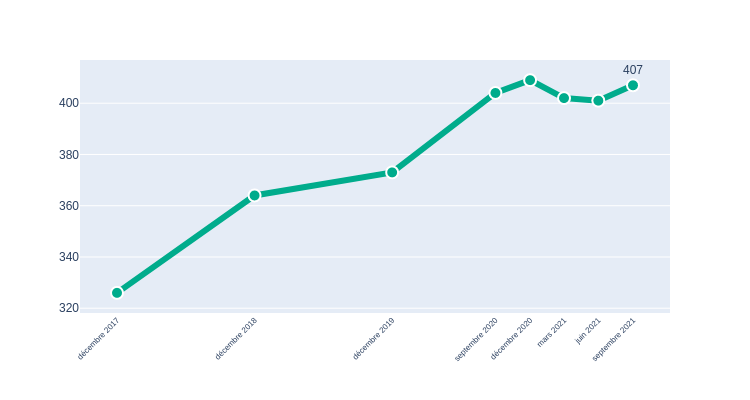 407
400
380
360
340
320
décembre 2017
décembre 2018
décembre 2019
septembre 2020
décembre 2020
mars 2021
juin 2021
septembre 2021